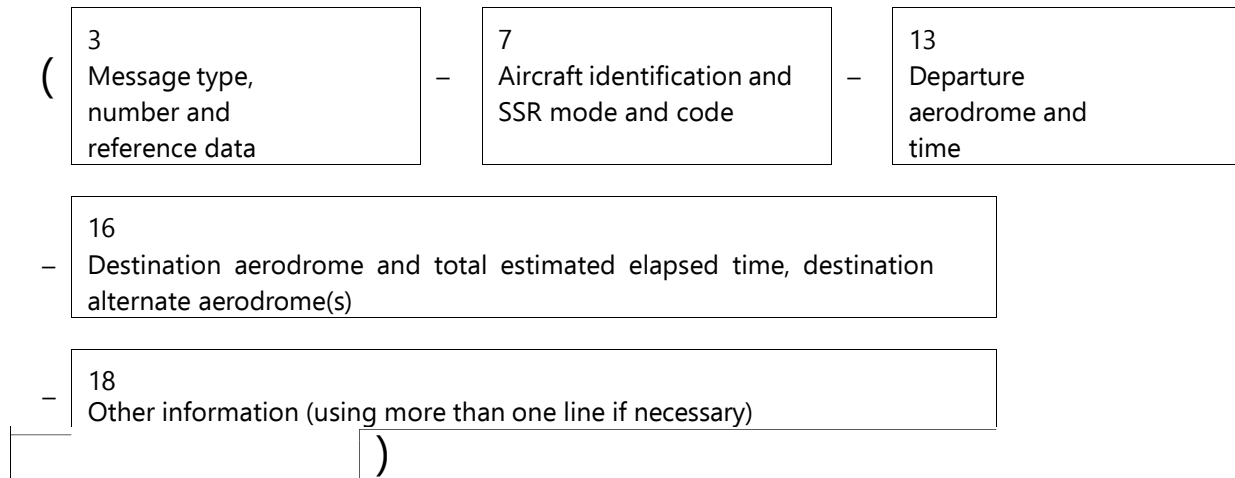 (
3
Message type,
number and
reference data
–
7
Aircraft identification and
SSR mode and code
–
13
Departure
aerodrome and
time
–
16
Destination aerodrome and total estimated elapsed time, destination
alternate aerodrome(s)
–
18
Other information (using more than one line if necessary)
)